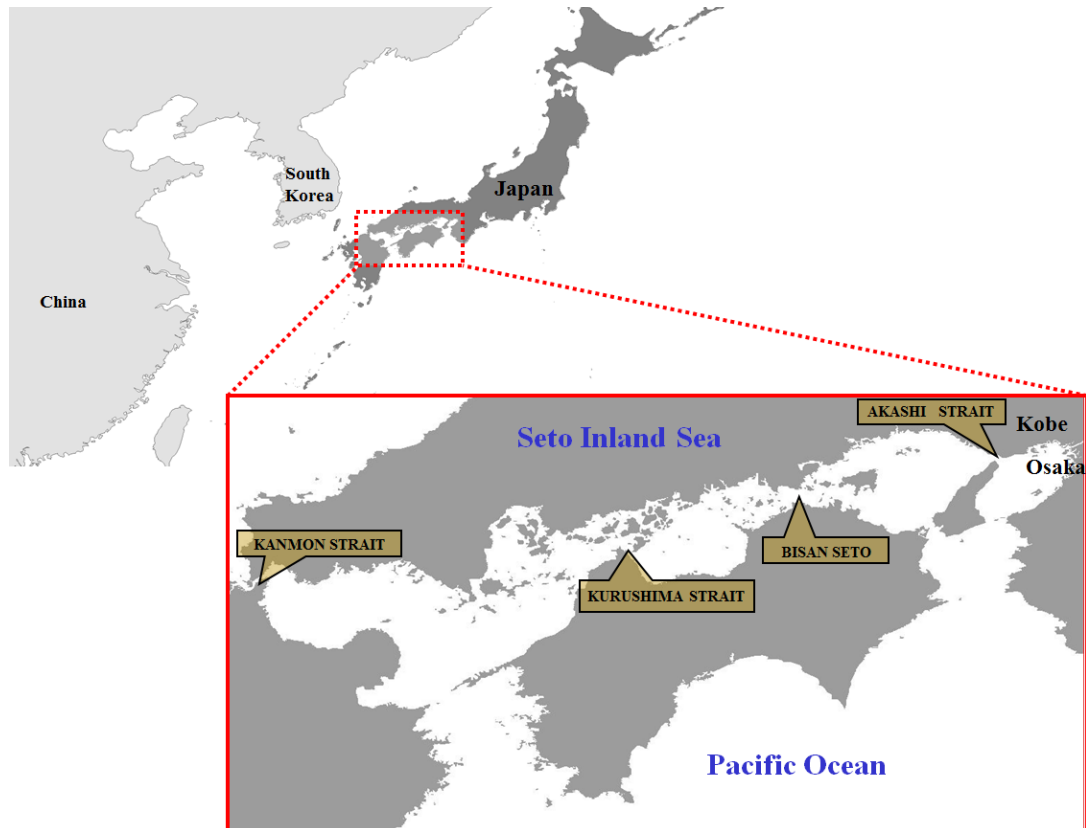 South
Korea
Japan
China
AKASHI STRAIT
Kobe
Seto Inland Sea
Osaka
KANMON STRAIT
BISAN SETO
KURUSHIMA STRAIT
Pacific Ocean